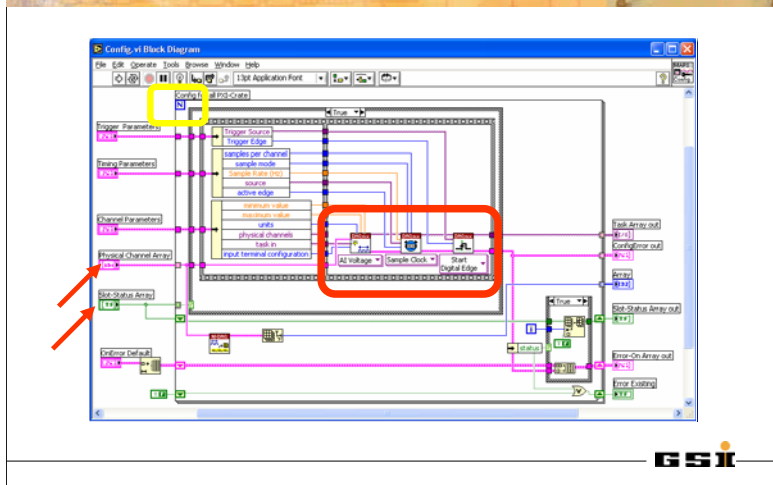 Config.vi Block Diagram
File Edit Operate Tools Browse Window Help
13pt Application Font
Config for all PXI-Crate
N
True
Trigger Parameters
Trigger Source
Trigger Edge
Timing Parameters
samples per channel
sample mode
Sample Rate (Hz)
source
active edge
Channel Parameters
minimum value
maximum value
units
physical channels
task in
input terminal configuration
AI Voltage
Sample Clock
Start
Digital Edge
Physical Channel Array
Slot-Status Array
OnError Default
Task Array out
ConfigError out
Array
True
Slot-Status Array out
i
status
Error-On Array out
Error Existing
GSI